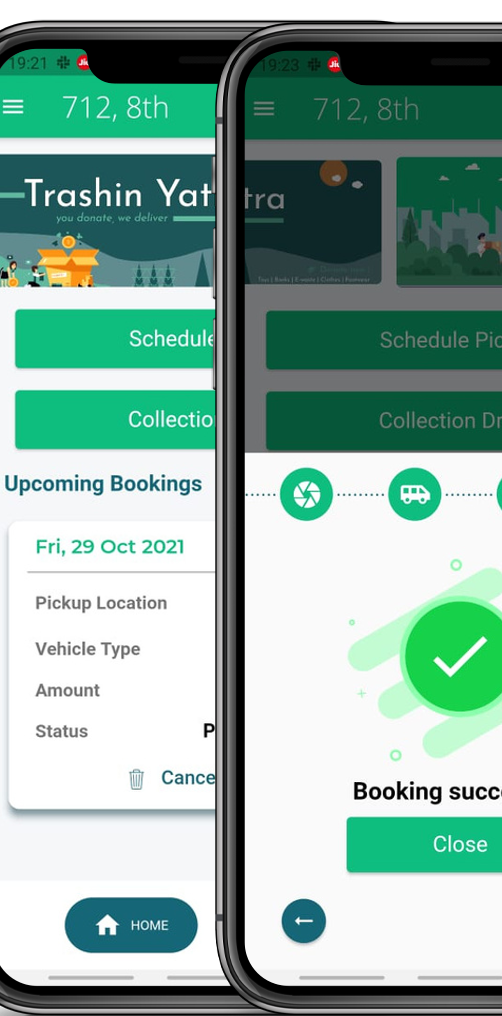 19:21
712, 8th
Trashin Yat
you donate, we deliver
Schedule
Collectio
Upcoming Bookings
Fri, 29 Oct 2021
Pickup Location
Vehicle Type
Amount
Status P
Cance
HOME
19:23
712, 8th
tra
Toys | Books | E-waste | Clothes | Footwear
Schedule Pic
Collection Dr
Booking succe
Close